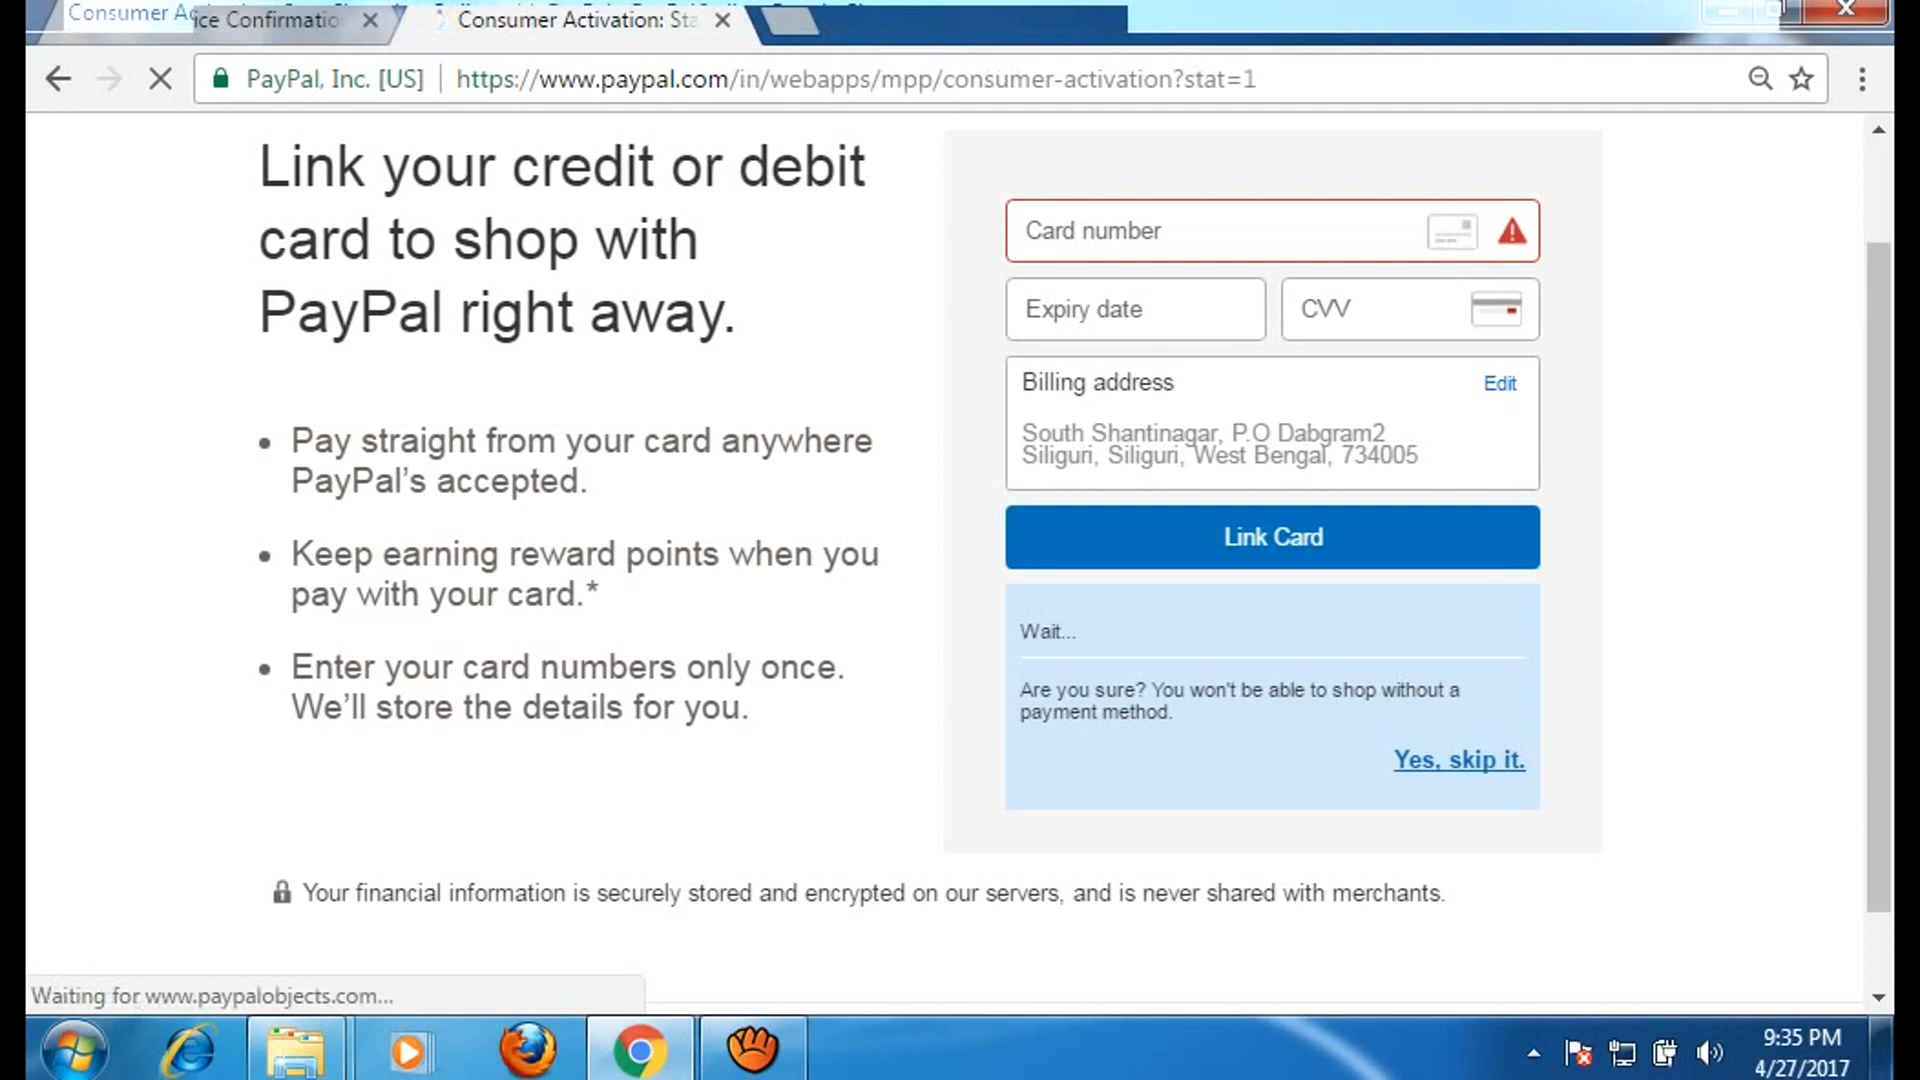 Consumer Ac
ice Confirmatio
Consumer Activation: Sta
PayPal, Inc. [US]
https://www.paypal.com/in/webapps/mpp/consumer-activation?stat=1
Link your credit or debit
card to shop with
PayPal right away.
Pay straight from your card anywhere
PayPal’s accepted.
Keep earning reward points when you
pay with your card.*
Enter your card numbers only once.
We’ll store the details for you.
Card number
Expiry date
CVV
Billing address
Edit
South Shantinagar, P.O Dabgram2
Siliguri, Siliguri, West Bengal, 734005
Link Card
Wait...
Are you sure? You won't be able to shop without a
payment method.
Yes, skip it.
Your financial information is securely stored and encrypted on our servers, and is never shared with merchants.
Waiting for www.paypalobjects.com...
9:35 PM
4/27/2017